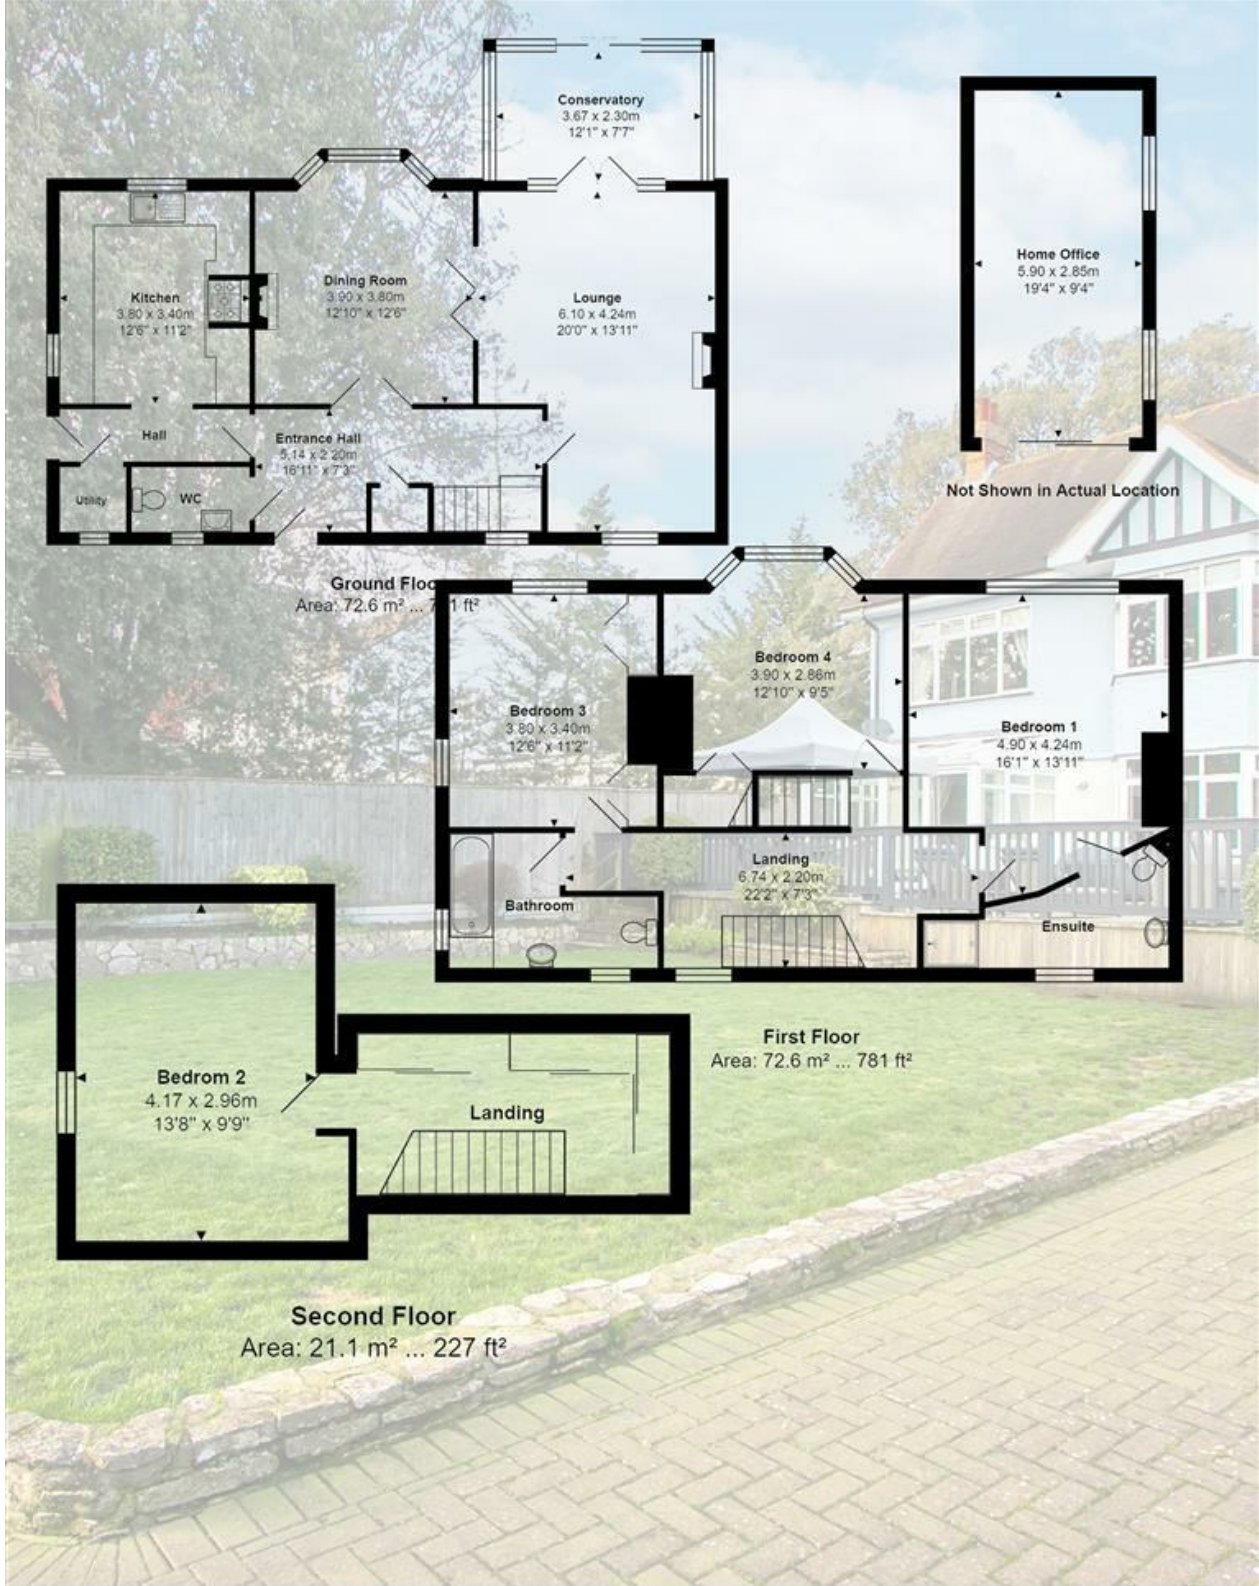 Conservatory
3.67 x 2.30m
12'1" x 7'7"
Kitchen
3.80 x 3.40m
12'6" x 11'2"
Dining Room
3.90 x 3.80m
12'10" x 12'6"
Lounge
6.10 x 4.24m
20'0" x 13'11"
Home Office
5.90 x 2.85m
19'4" x 9'4"
Not Shown in Actual Location
Hall
Entrance Hall
5.14 x 2.20m
16'11" x 7'3"
Utility
WC
Ground Floo
Area: 72.6 m² ... 7 1 ft²
Bedroom 3
3.80 x 3.40m
12'6" x 11'2"
Bedroom 4
3.90 x 2.86m
12'10" x 9'5"
Bedroom 1
4.90 x 4.24m
16'1" x 13'11"
Landing
6.74 x 2.20m
22'2" x 7'3"
Bathroom
Ensuite
First Floor
Area: 72.6 m² ... 781 ft²
Bedrom 2
4.17 x 2.96m
13'8" x 9'9"
Landing
Second Floor
Area: 21.1 m² ... 227 ft²